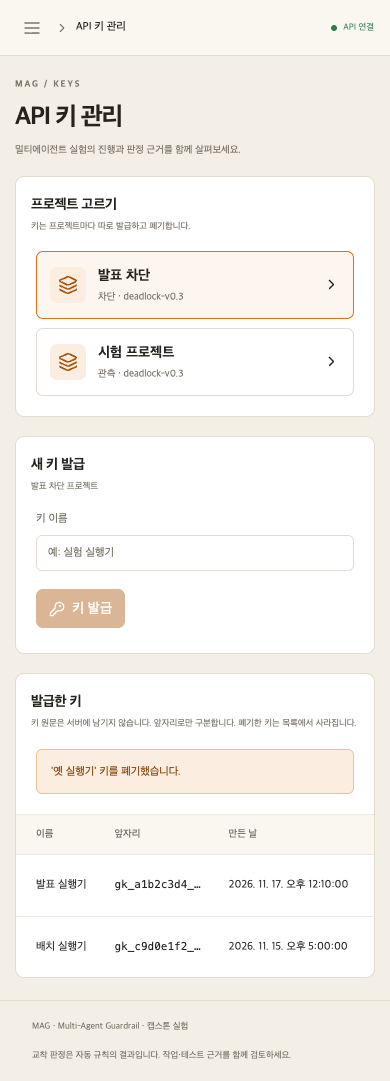 API 키 관리
API 연결
MAG / KEYS
API 키 관리
멀티에이전트 실험의 진행과 판정 근거를 함께 살펴보세요.
프로젝트 고르기
키는 프로젝트마다 따로 발급하고 폐기합니다.
발표 차단
차단 · deadlock-v0.3
시험 프로젝트
관측 · deadlock-v0.3
새 키 발급
발표 차단 프로젝트
키 이름
예: 실험 실행기
키 발급
발급한 키
키 원문은 서버에 남기지 않습니다. 앞자리로만 구분합니다. 폐기한 키는 목록에서 사라집니다.
'옛 실행기' 키를 폐기했습니다.
이름 앞자리 만든 날
발표 실행기 gk_a1b2c3d4_… 2026. 11. 17. 오후 12:10:00
배치 실행기 gk_c9d0e1f2_… 2026. 11. 15. 오후 5:00:00
MAG · Multi-Agent Guardrail · 캡스톤 실험
교착 판정은 자동 규칙의 결과입니다. 작업·테스트 근거를 함께 검토하세요.